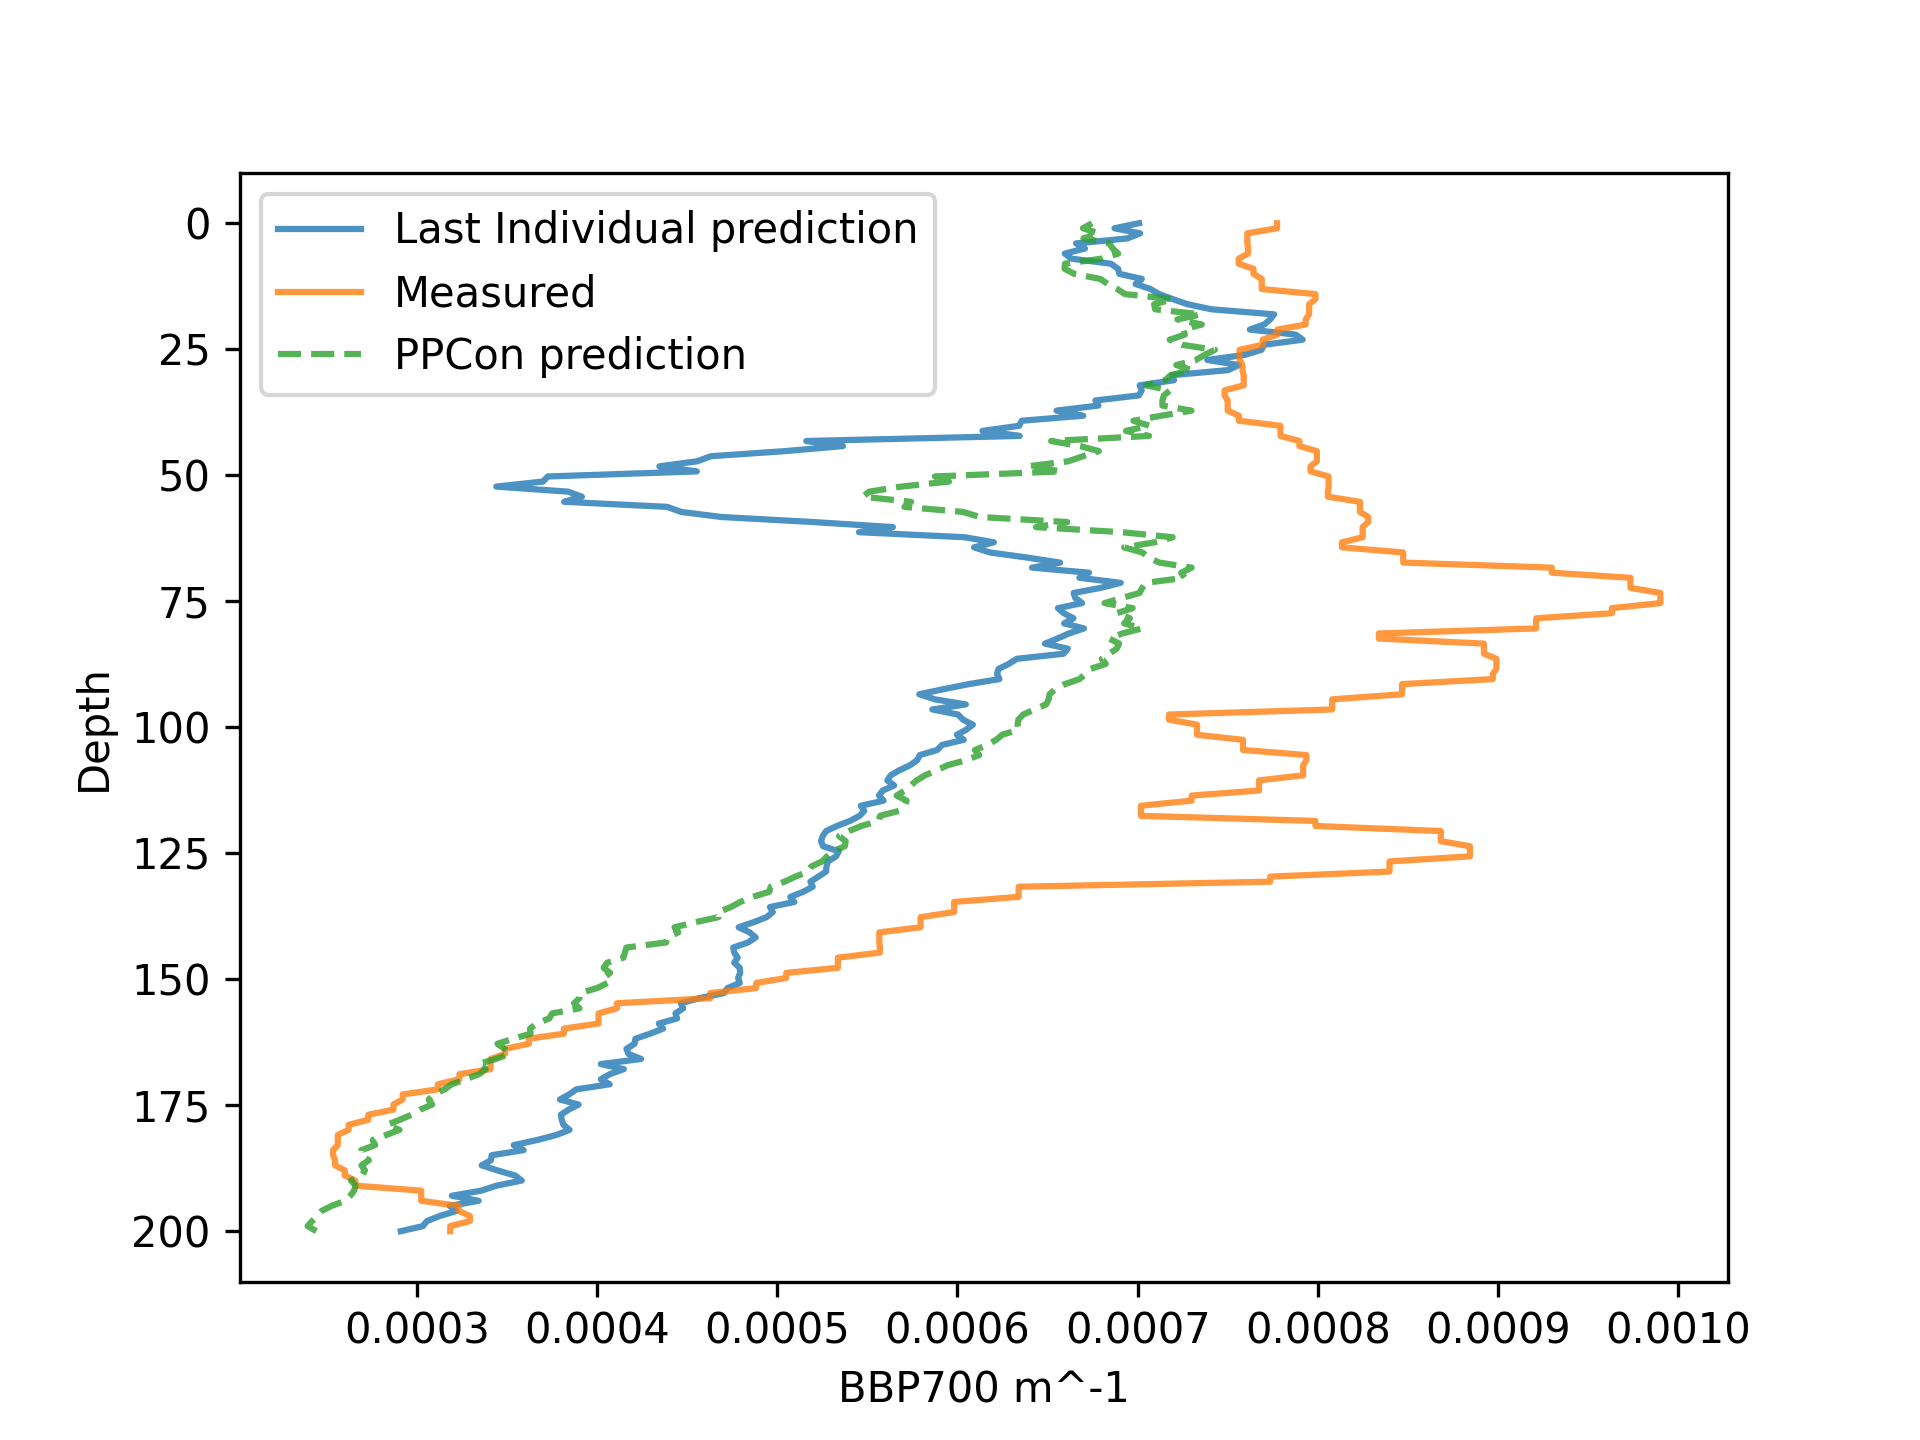 Last Individual prediction
Measured
PPCon prediction
0
25
50
75
100
125
150
175
200
Depth
0.0003 0.0004 0.0005 0.0006 0.0007 0.0008 0.0009 0.0010
BBP700 m^-1